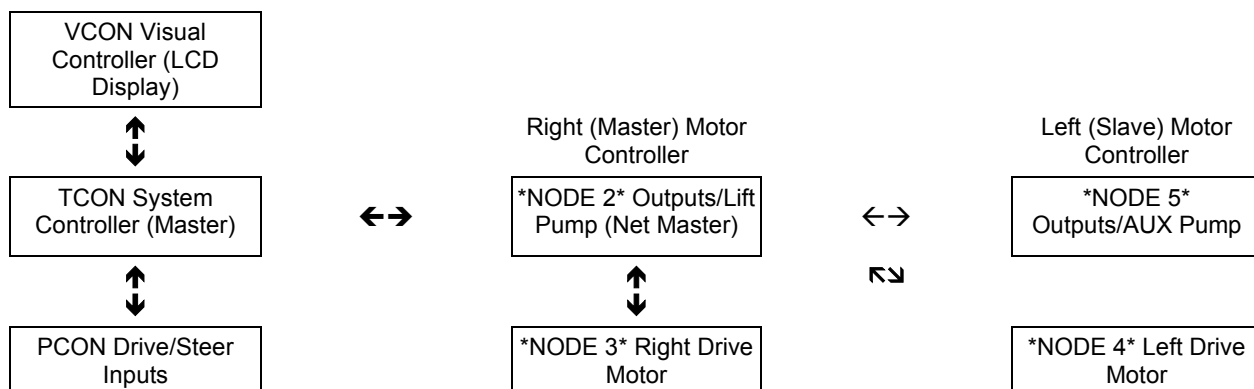 VCON Visual
Controller (LCD
Display)
Right (Master) Motor
Controller
Left (Slave) Motor
Controller
TCON System
Controller (Master)
*NODE 2* Outputs/Lift
Pump (Net Master)
*NODE 5*
Outputs/AUX Pump
PCON Drive/Steer
Inputs
*NODE 3* Right Drive
Motor
*NODE 4* Left Drive
Motor